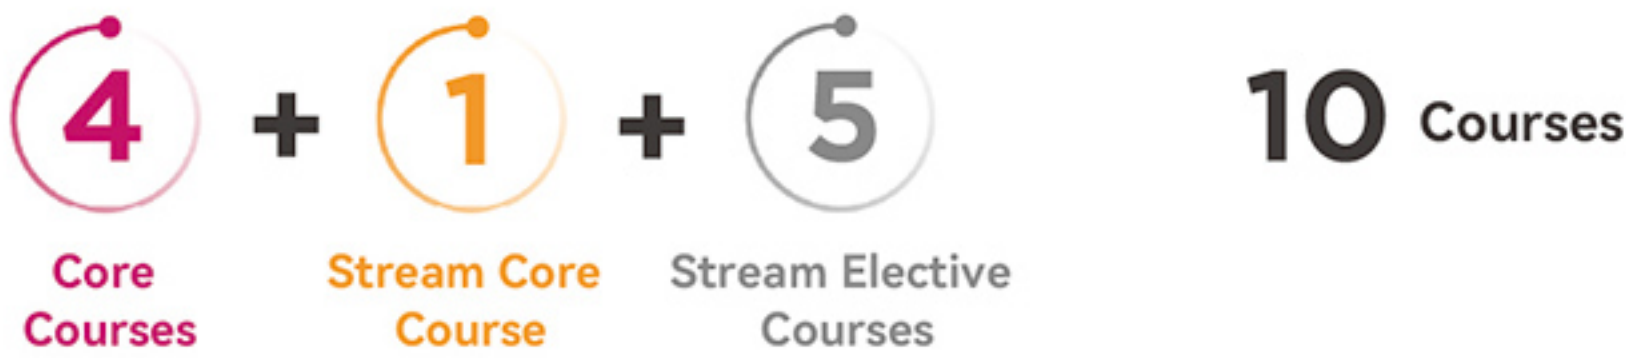 4 + 1 + 5 10 Courses
Core Stream Core Stream Elective
Courses Course Courses